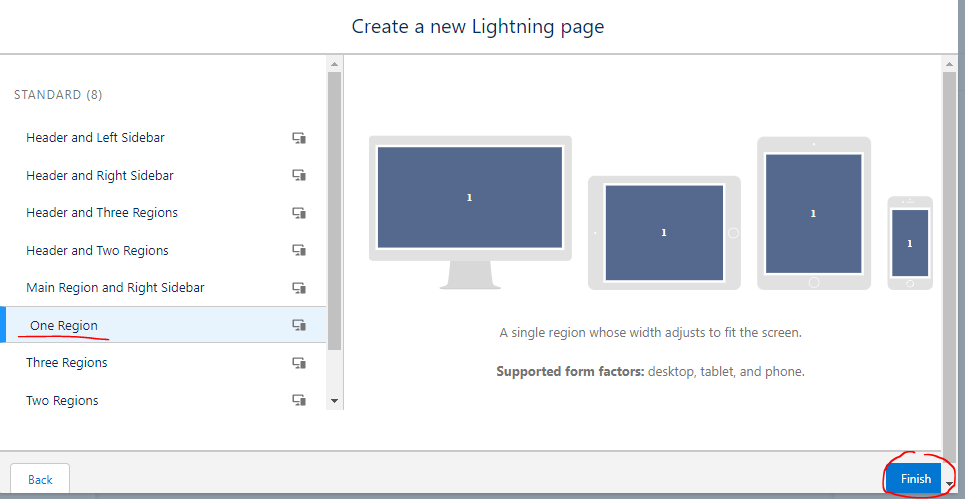 Create a new Lightning page
STANDARD (8)
Header and Left Sidebar
Header and Right Sidebar
Header and Three Regions
Header and Two Regions
Main Region and Right Sidebar
One Region
Three Regions
Two Regions
1
1
1
1
A single region whose width adjusts to fit the screen.
Supported form factors: desktop, tablet, and phone.
Back
Finish